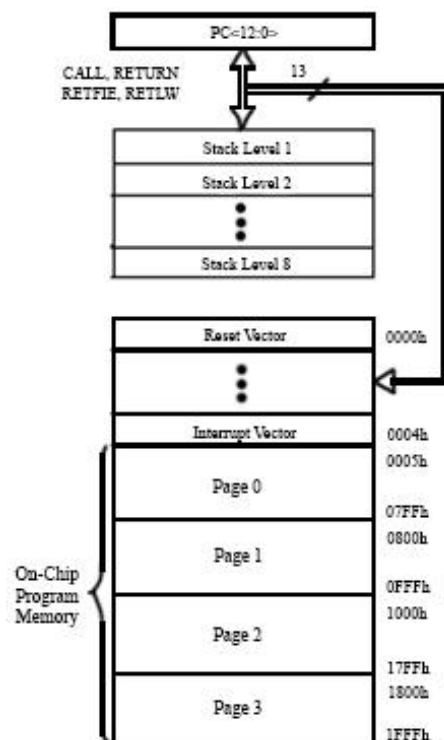 PC<12:0>
CALL, RETURN
RETFIE, RETLW
13
Stack Level 1
Stack Level 2
Stack Level 8
Reset Vector
0000h
Interrupt Vector
0004h
0005h
Page 0
07FFh
0800h
Page 1
0FFFh
1000h
On-Chip
Program
Memory
Page 2
17FFh
1800h
Page 3
1FFFh